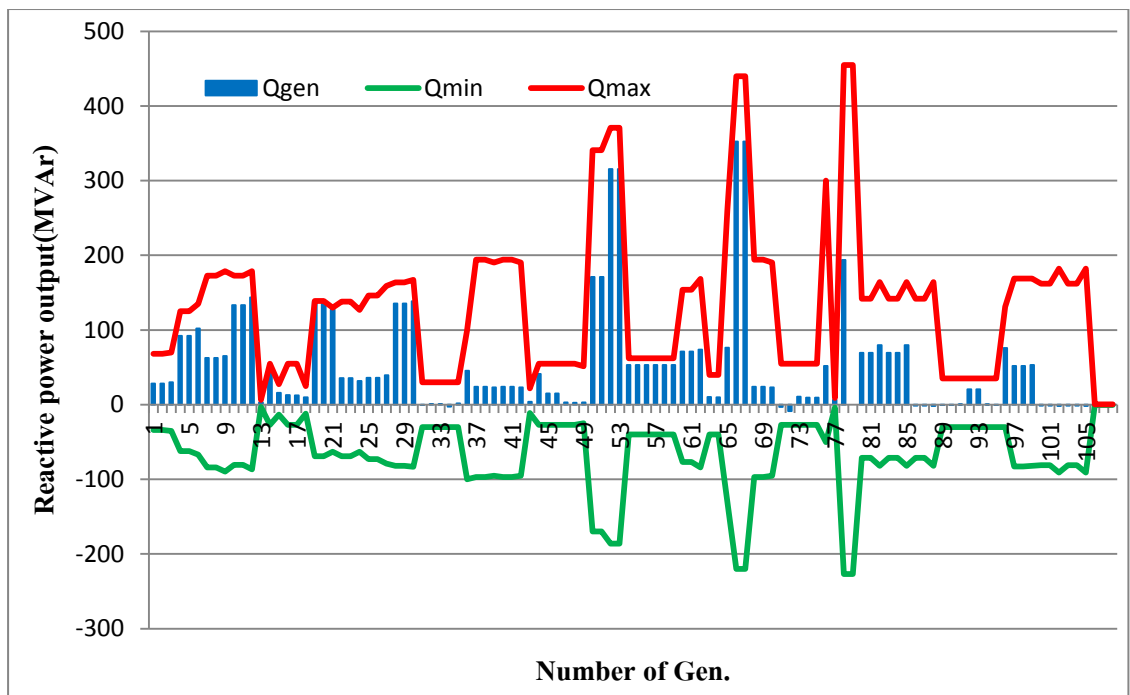 500
400
300
200
100
0
-100
-200
-300
Reactive power output(MVAr)
Qgen Qmin Qmax
1 5 9 13 17 21 25 29 33 37 41 45 49 53 57 61 65 69 73 77 81 85 89 93 97 101 105
Number of Gen.